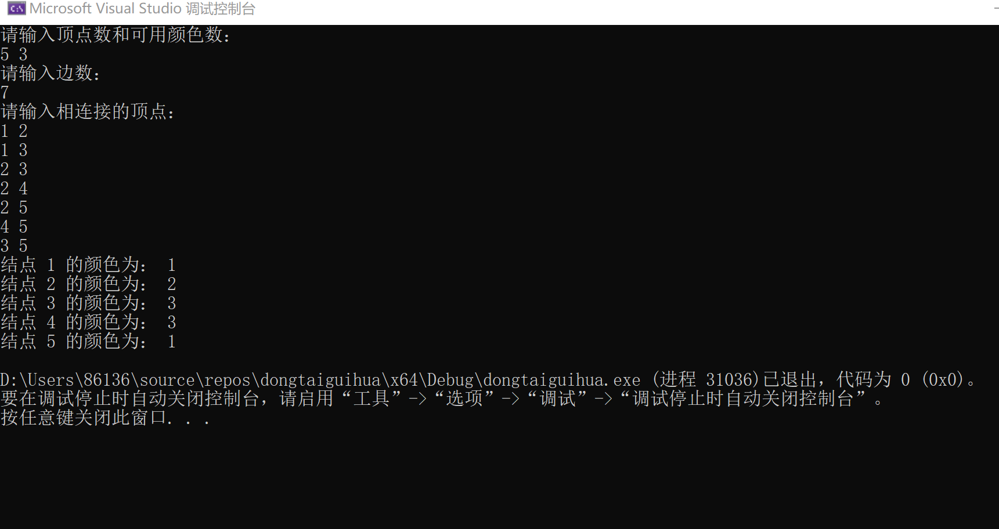 Microsoft Visual Studio 调试控制台
请输入顶点数和可用颜色数：
5 3
请输入边数：
7
请输入相连接的顶点：
1 2
1 3
2 3
2 4
2 5
4 5
3 5
结点 1 的颜色为： 1
结点 2 的颜色为： 2
结点 3 的颜色为： 3
结点 4 的颜色为： 3
结点 5 的颜色为： 1
D:\Users\86136\source\repos\dongtaiguihua\x64\Debug\dongtaiguihua.exe (进程 31036)已退出，代码为 0 (0x0)。
要在调试停止时自动关闭控制台，请启用“工具”->“选项”->“调试”->“调试停止时自动关闭控制台”。
按任意键关闭此窗口. . .